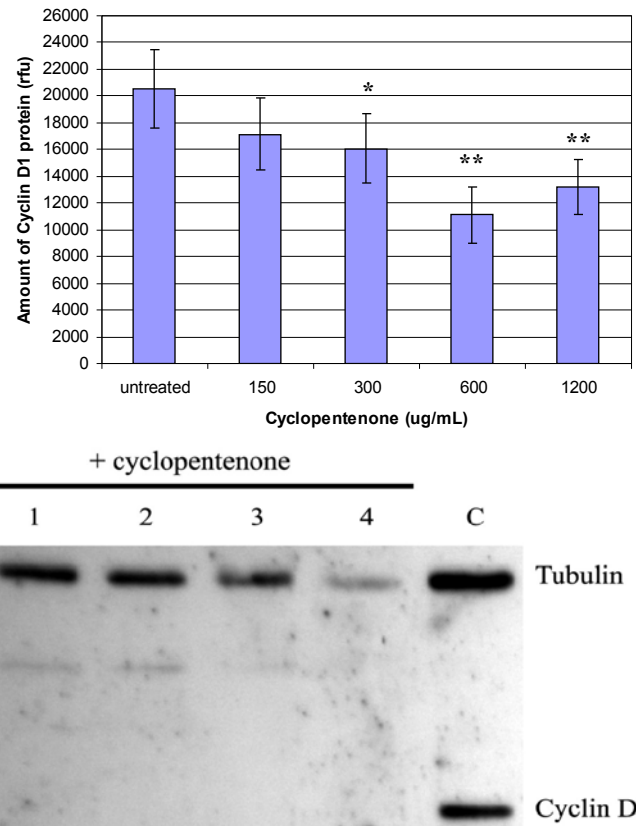 26000
24000
22000
20000
18000
16000
14000
12000
10000
8000
6000
4000
2000
0
Amount of Cyclin D1 protein (rfu)
*
**
**
untreated 150 300 600 1200
Cyclopentenone (ug/mL)
+ cyclopentenone
1 2 3 4 C
Tubulin
Cyclin D